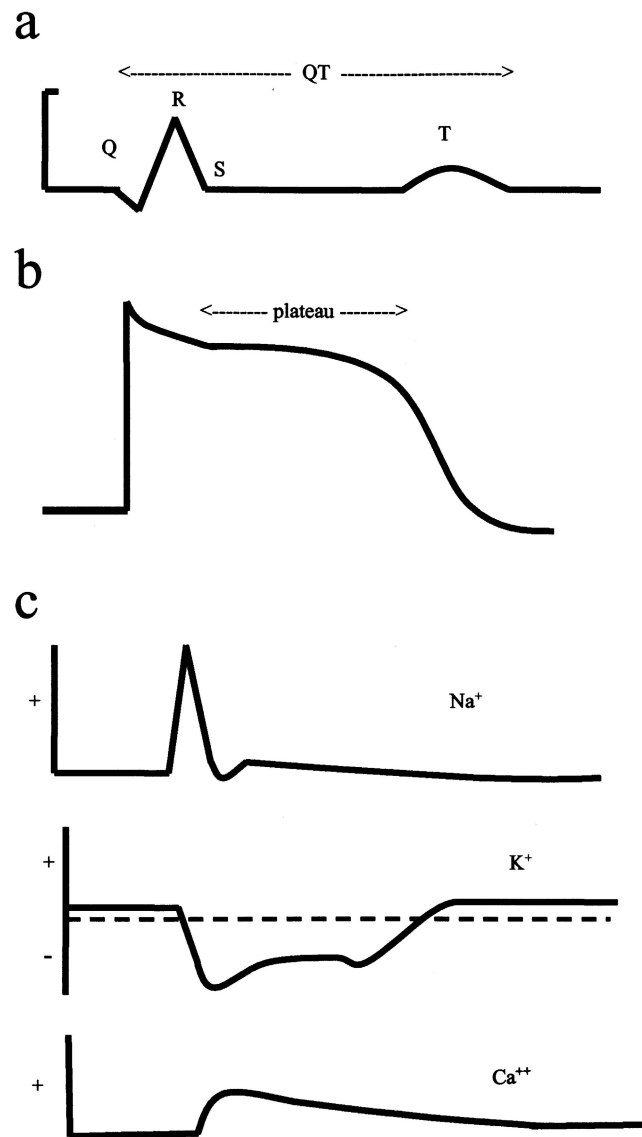 a
<--------------- QT --------------->
R
Q
S
T
b
<------- plateau ------->
c
+
Na⁺
+
K⁺
-
+
Ca⁺⁺